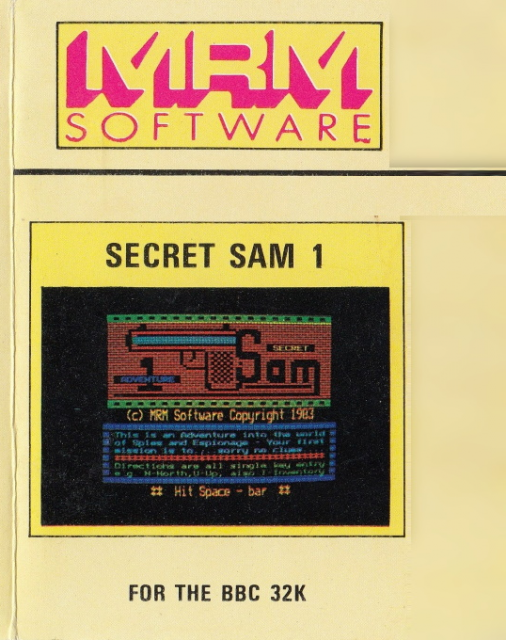 MRM
SOFTWARE
SECRET SAM 1
SECRET
Sam
1
ADVENTURE
(c) MRM Software Copyright 1983
This is an Adventure into the world
of Spies and Espionage - Your first
mission is to... sorry no clues.
Directions are all single key entry
e.g. N-North,U-Up, also I-Inventory
## Hit Space - bar ##
FOR THE BBC 32K